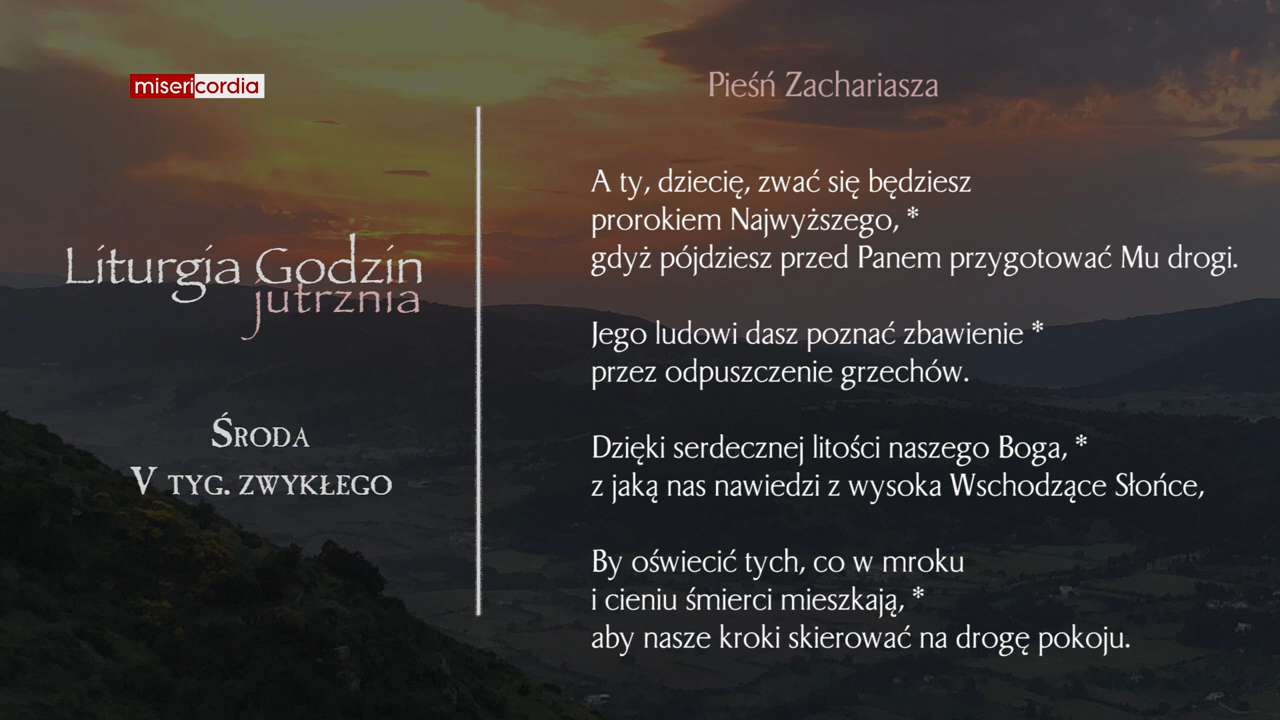 misericordia
Liturgia Godzin
jutrznia
Środa
V tyg. zwykłego
Pieśń Zachariasza
A ty, dziecię, zwać się będziesz
prorokiem Najwyższego, *
gdyż pójdziesz przed Panem przygotować Mu drogi.
Jego ludowi dasz poznać zbawienie *
przez odpuszczenie grzechów.
Dzięki serdecznej litości naszego Boga, *
z jaką nas nawiedzi z wysoka Wschodzące Słońce,
By oświecić tych, co w mroku
i cieniu śmierci mieszkają, *
aby nasze kroki skierować na drogę pokoju.